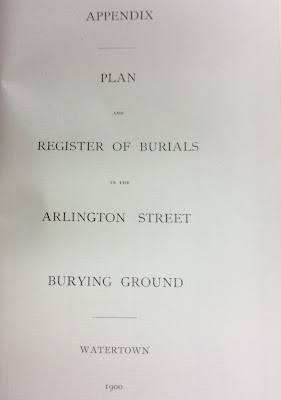 APPENDIX
PLAN
AND
REGISTER OF BURIALS
IN THE
ARLINGTON STREET
BURYING GROUND
WATERTOWN
1900